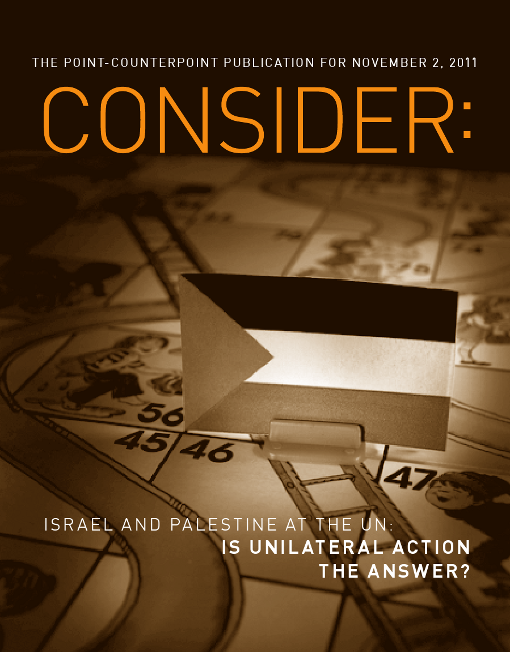 THE POINT-COUNTERPOINT PUBLICATION FOR NOVEMBER 2, 2011
CONSIDER:
56
45 46
47
ISRAEL AND PALESTINE AT THE UN:
IS UNILATERAL ACTION
THE ANSWER?